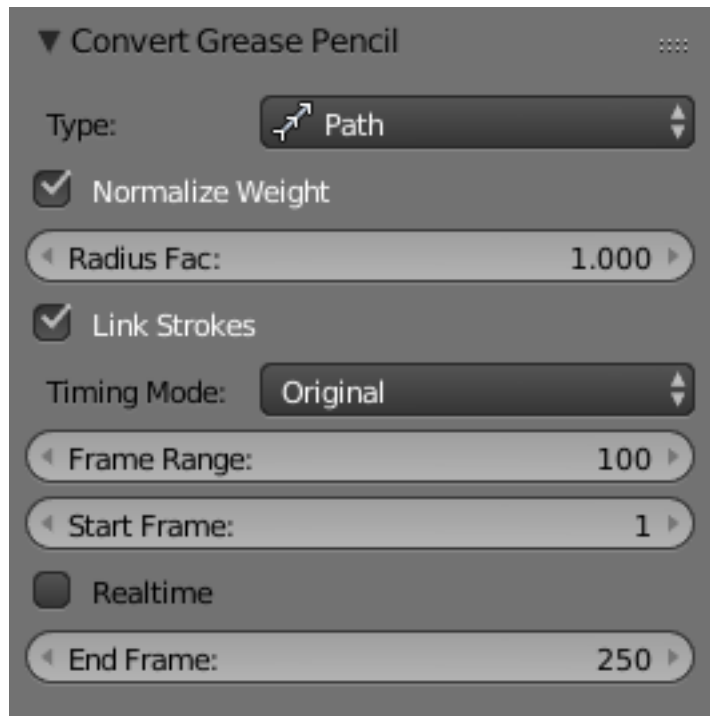 Convert Grease Pencil
Type: Path
Normalize Weight
Radius Fac: 1.000
Link Strokes
Timing Mode: Original
Frame Range: 100
Start Frame: 1
Realtime
End Frame: 250